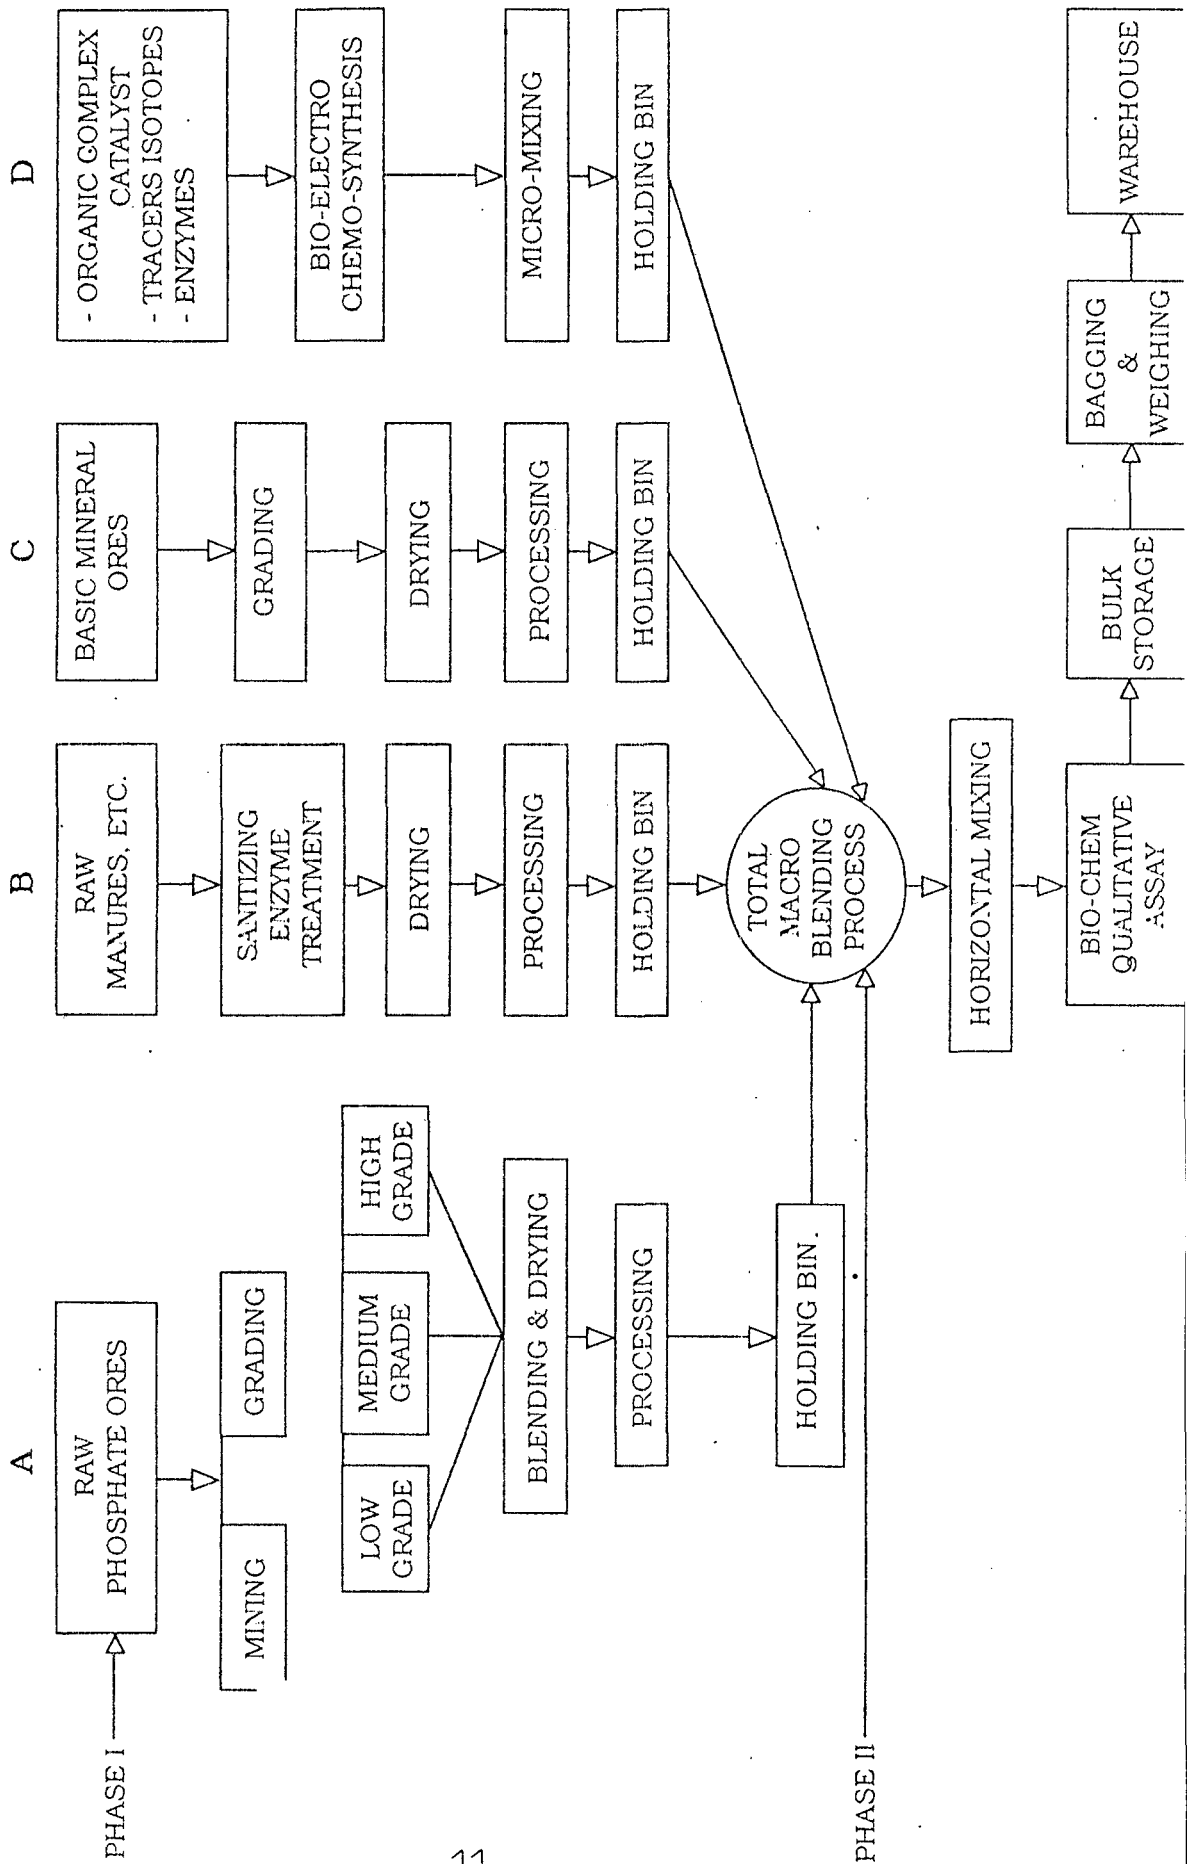 A
B
C
D
PHASE I
RAW
PHOSPHATE ORES
MINING
GRADING
LOW
GRADE
MEDIUM
GRADE
HIGH
GRADE
BLENDING & DRYING
PROCESSING
HOLDING BIN.
RAW
MANURES, ETC.
SANITIZING
ENZYME
TREATMENT
DRYING
PROCESSING
HOLDING BIN
BASIC MINERAL
ORES
GRADING
DRYING
PROCESSING
HOLDING BIN
- ORGANIC COMPLEX
CATALYST
- TRACERS ISOTOPES
- ENZYMES
BIO-ELECTRO
CHEMO-SYNTHESIS
MICRO-MIXING
HOLDING BIN
PHASE II
TOTAL
MACRO
BLENDING
PROCESS
HORIZONTAL MIXING
BIO-CHEM
QUALITATIVE
ASSAY
BULK
STORAGE
BAGGING
&
WEIGHING
WAREHOUSE
11